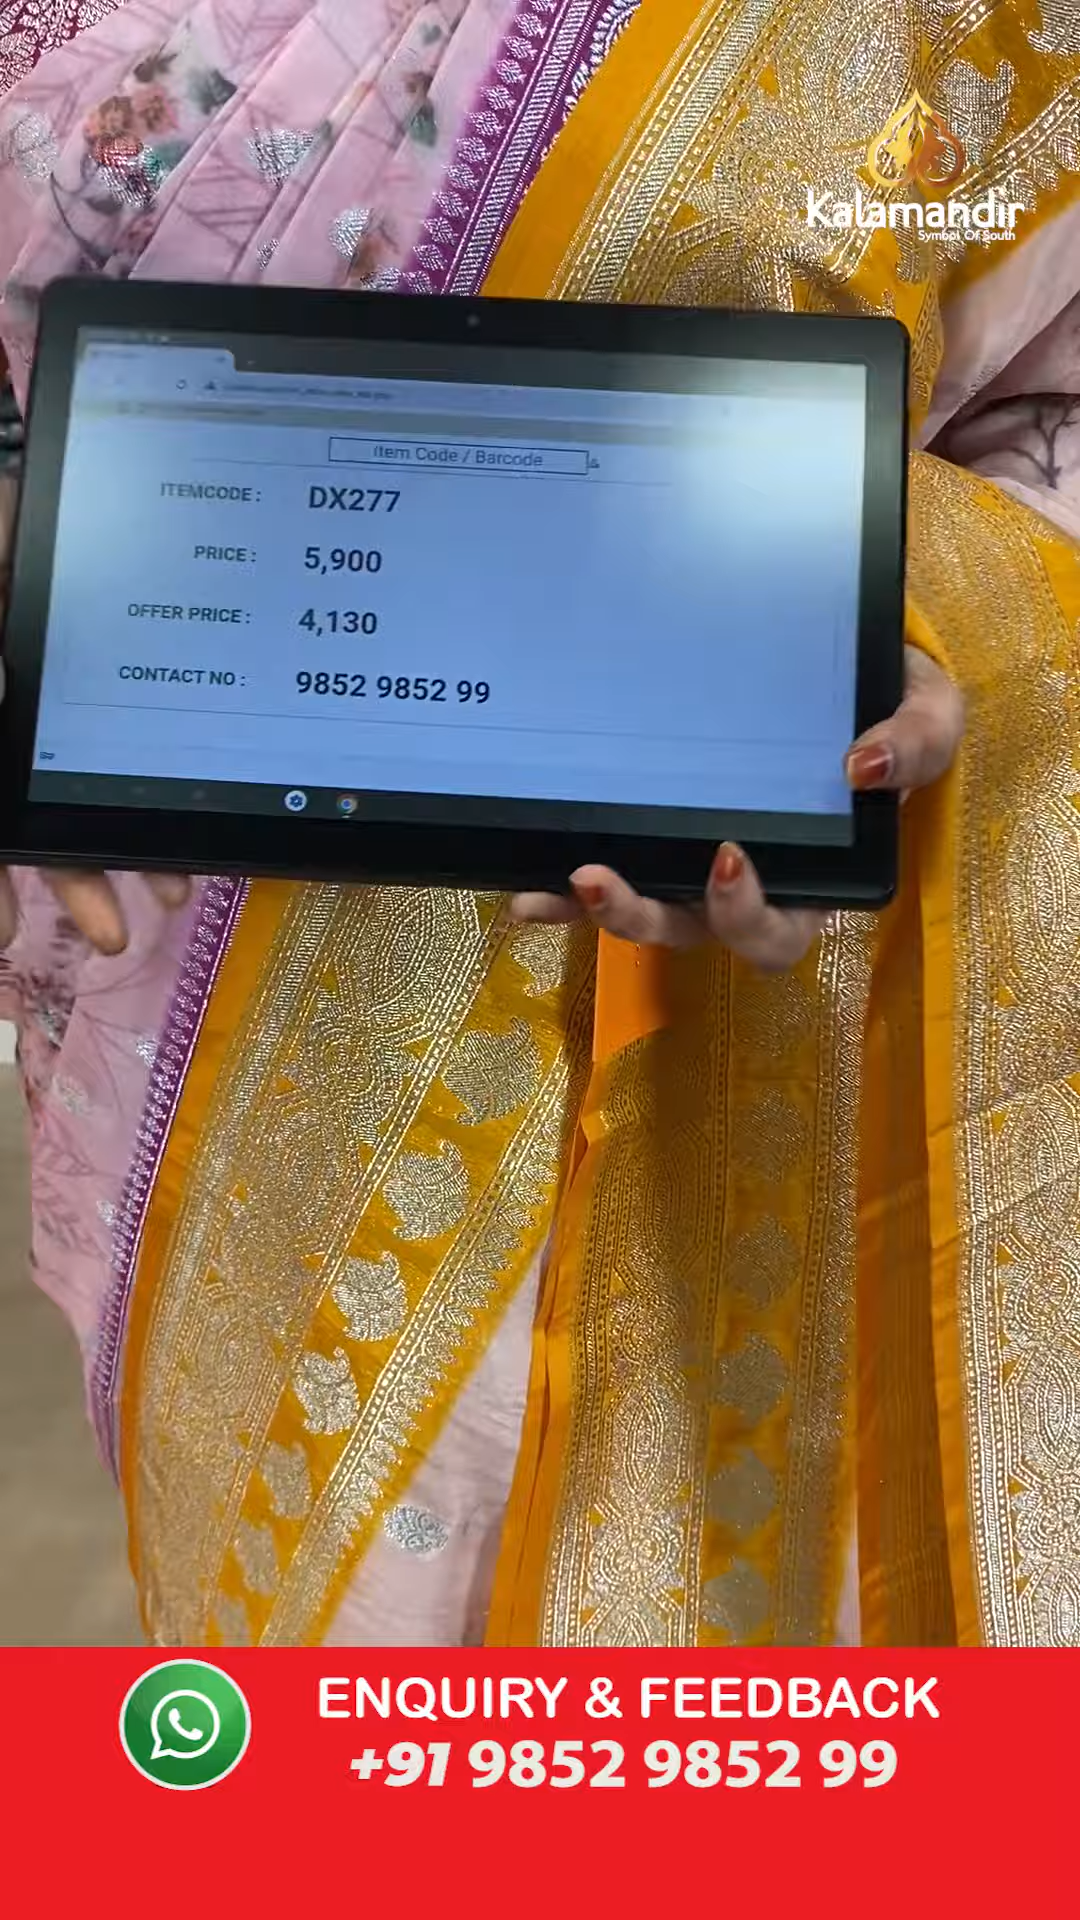 Kalamandir
Symbol Of South
Item Code / Barcode
ITEMCODE : DX277
PRICE : 5,900
OFFER PRICE : 4,130
CONTACT NO : 9852 9852 99
ENQUIRY & FEEDBACK
+91 9852 9852 99